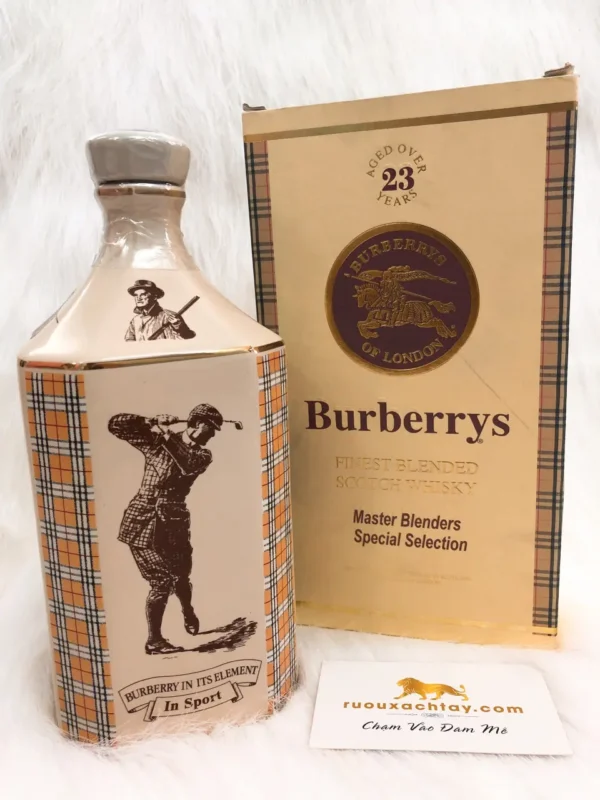 AGED OVER
23
YEARS
BURBERRYS
OF LONDON
Burberrys
FINEST BLENDED
SCOTCH WHISKY
Master Blenders
Special Selection
BURBERRY IN ITS ELEMENT
In Sport
ruouxachtay.com
Chạm Vào Đam Mê